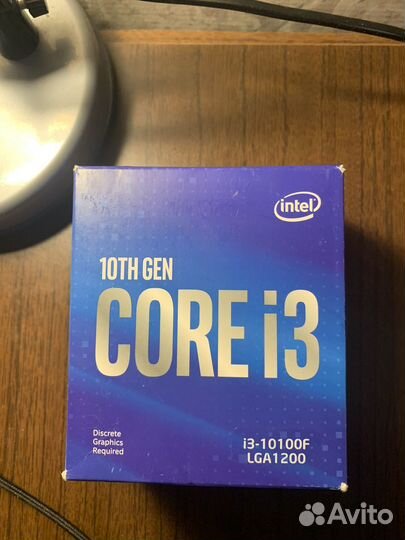 intel
10TH GEN
CORE i3
Discrete
Graphics
Required
i3-10100F
LGA1200
Avito